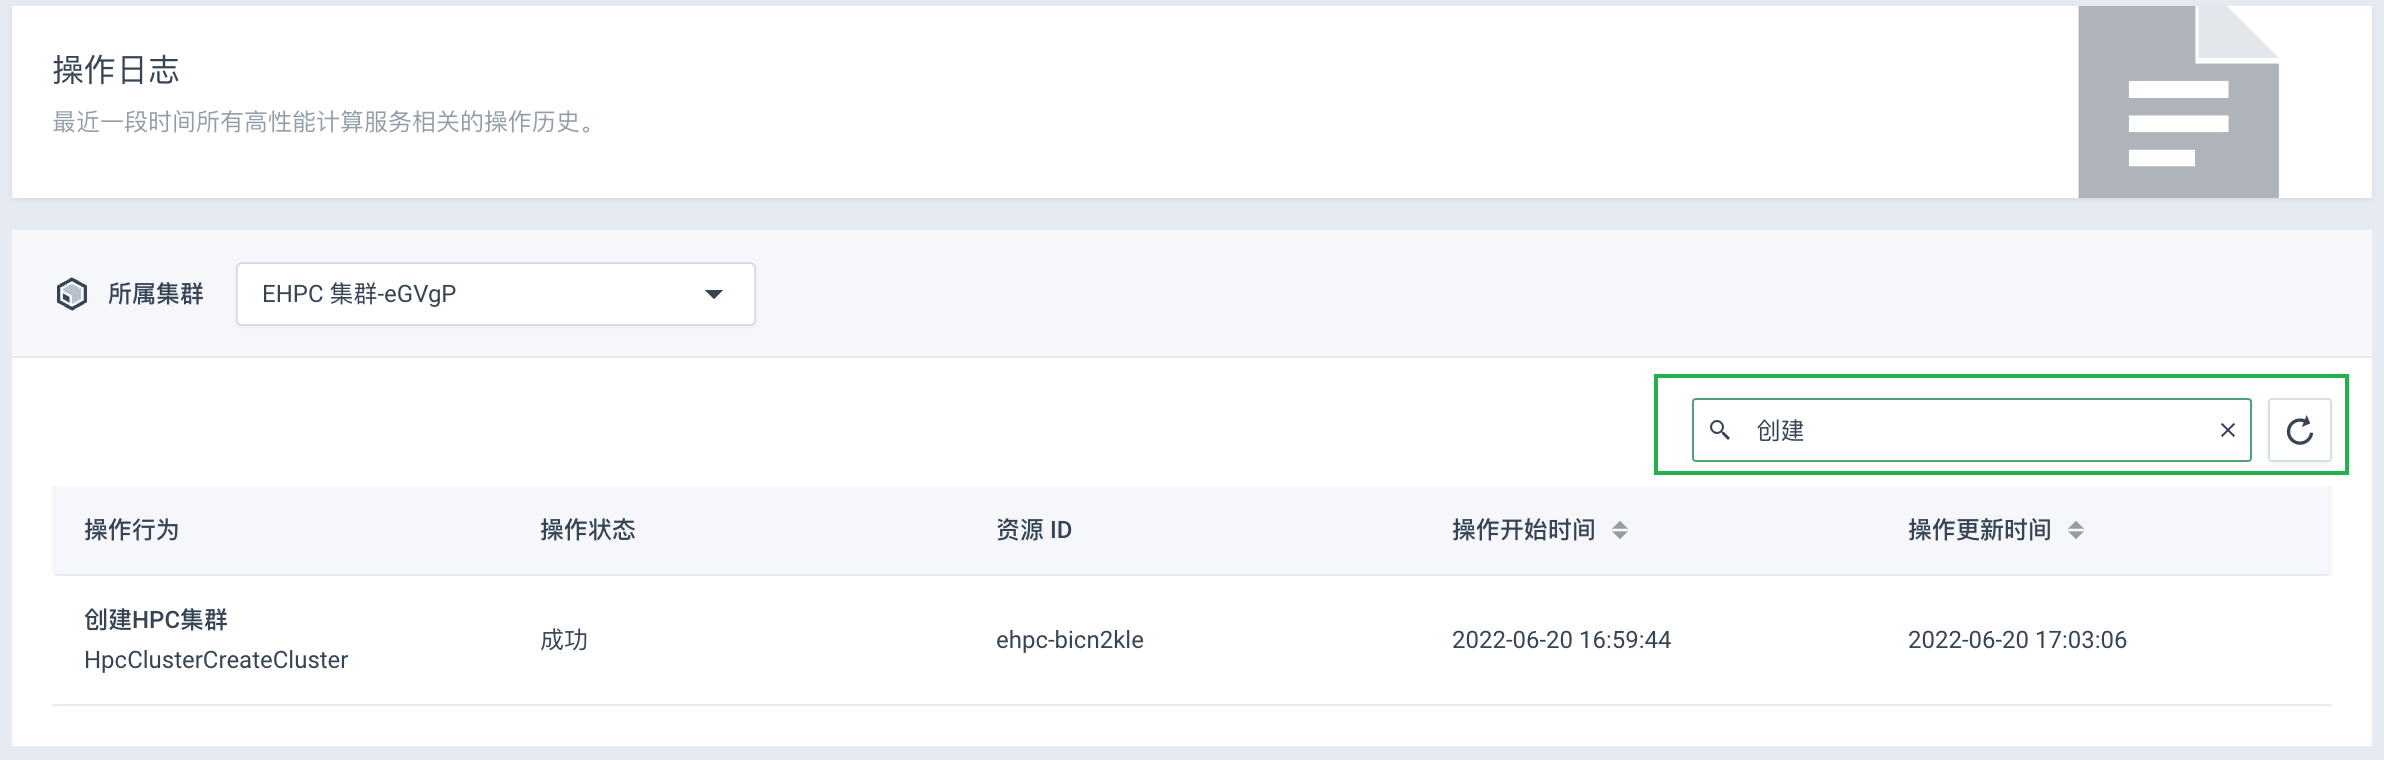 操作日志
最近一段时间所有高性能计算服务相关的操作历史。
所属集群
EHPC 集群-eGVgP
创建
操作行为
操作状态
资源 ID
操作开始时间
操作更新时间
创建HPC集群
HpcClusterCreateCluster
成功
ehpc-bicn2kle
2022-06-20 16:59:44
2022-06-20 17:03:06